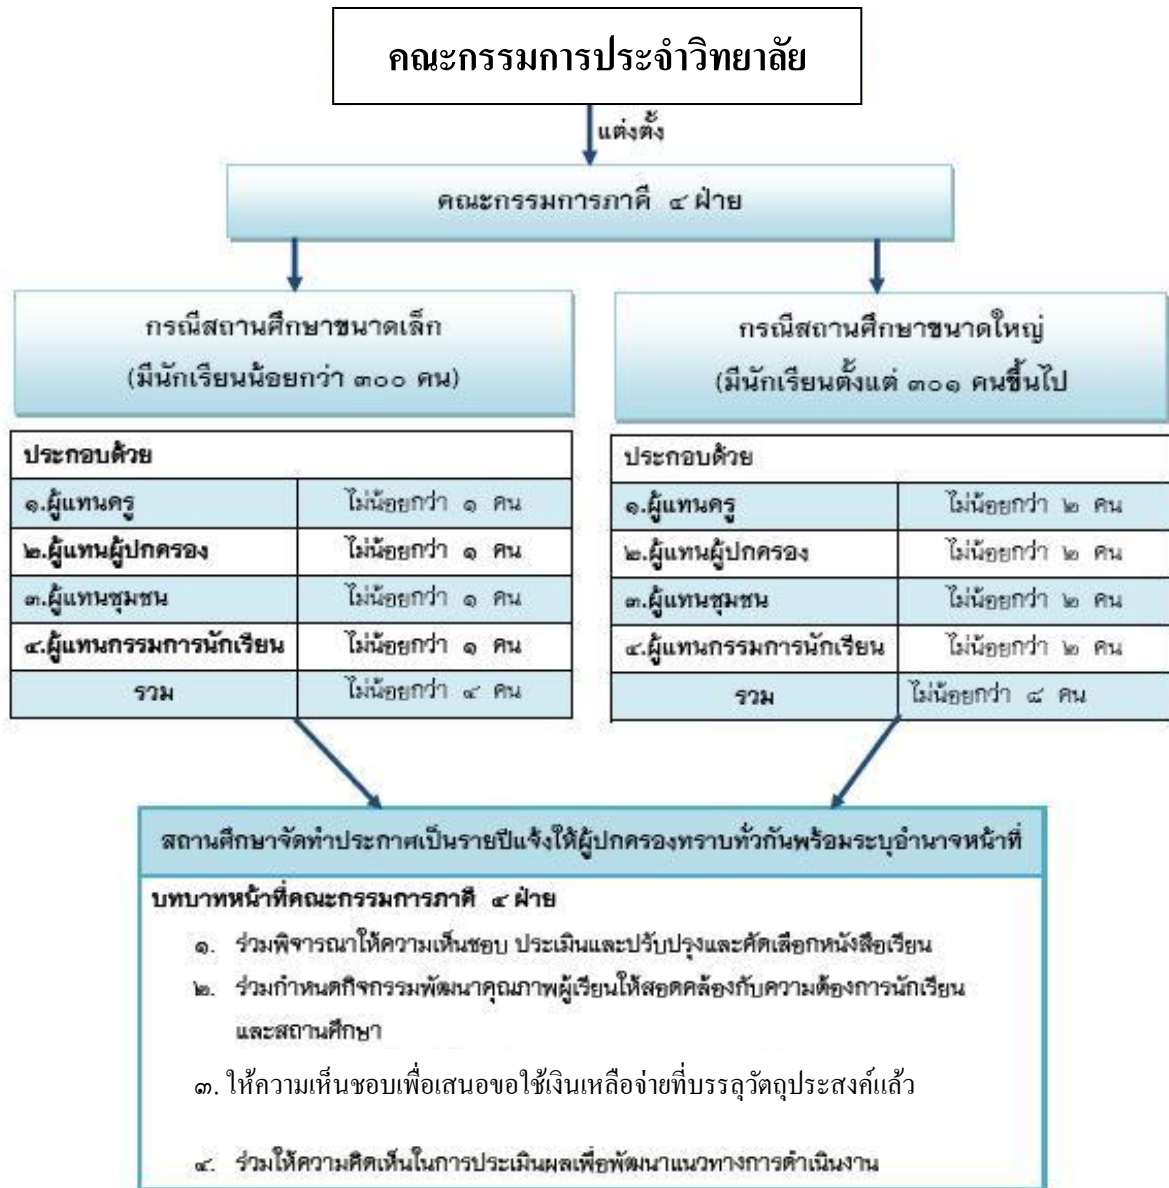 คณะกรรมการประจำวิทยาลัย
แต่งตั้ง
คณะกรรมการภาคี ๔ ฝ่าย
กรณีสถานศึกษาขนาดเล็ก
(มีนักเรียนน้อยกว่า ๓๐๐ คน)
กรณีสถานศึกษาขนาดใหญ่
(มีนักเรียนตั้งแต่ ๓๐๑ คนขึ้นไป
ประกอบด้วย
๑.ผู้แทนครู ไม่น้อยกว่า ๑ คน
๒.ผู้แทนผู้ปกครอง ไม่น้อยกว่า ๑ คน
๓.ผู้แทนชุมชน ไม่น้อยกว่า ๑ คน
๔.ผู้แทนกรรมการนักเรียน ไม่น้อยกว่า ๑ คน
รวม ไม่น้อยกว่า ๔ คน
ประกอบด้วย
๑.ผู้แทนครู ไม่น้อยกว่า ๒ คน
๒.ผู้แทนผู้ปกครอง ไม่น้อยกว่า ๒ คน
๓.ผู้แทนชุมชน ไม่น้อยกว่า ๒ คน
๔.ผู้แทนกรรมการนักเรียน ไม่น้อยกว่า ๒ คน
รวม ไม่น้อยกว่า ๘ คน
สถานศึกษาจัดทำประกาศเป็นรายปีแจ้งให้ผู้ปกครองทราบทั่วกันพร้อมระบุอำนาจหน้าที่
บทบาทหน้าที่คณะกรรมการภาคี ๔ ฝ่าย
๑. ร่วมพิจารณาให้ความเห็นชอบ ประเมินและปรับปรุงและคัดเลือกหนังสือเรียน
๒. ร่วมกำหนดกิจกรรมพัฒนาคุณภาพผู้เรียนให้สอดคล้องกับความต้องการนักเรียน
และสถานศึกษา
๓. ให้ความเห็นชอบเพื่อเสนอขอใช้เงินเหลือจ่ายที่บรรลุวัตถุประสงค์แล้ว
๔. ร่วมให้ความคิดเห็นในการประเมินผลเพื่อพัฒนาแนวทางการดำเนินงาน